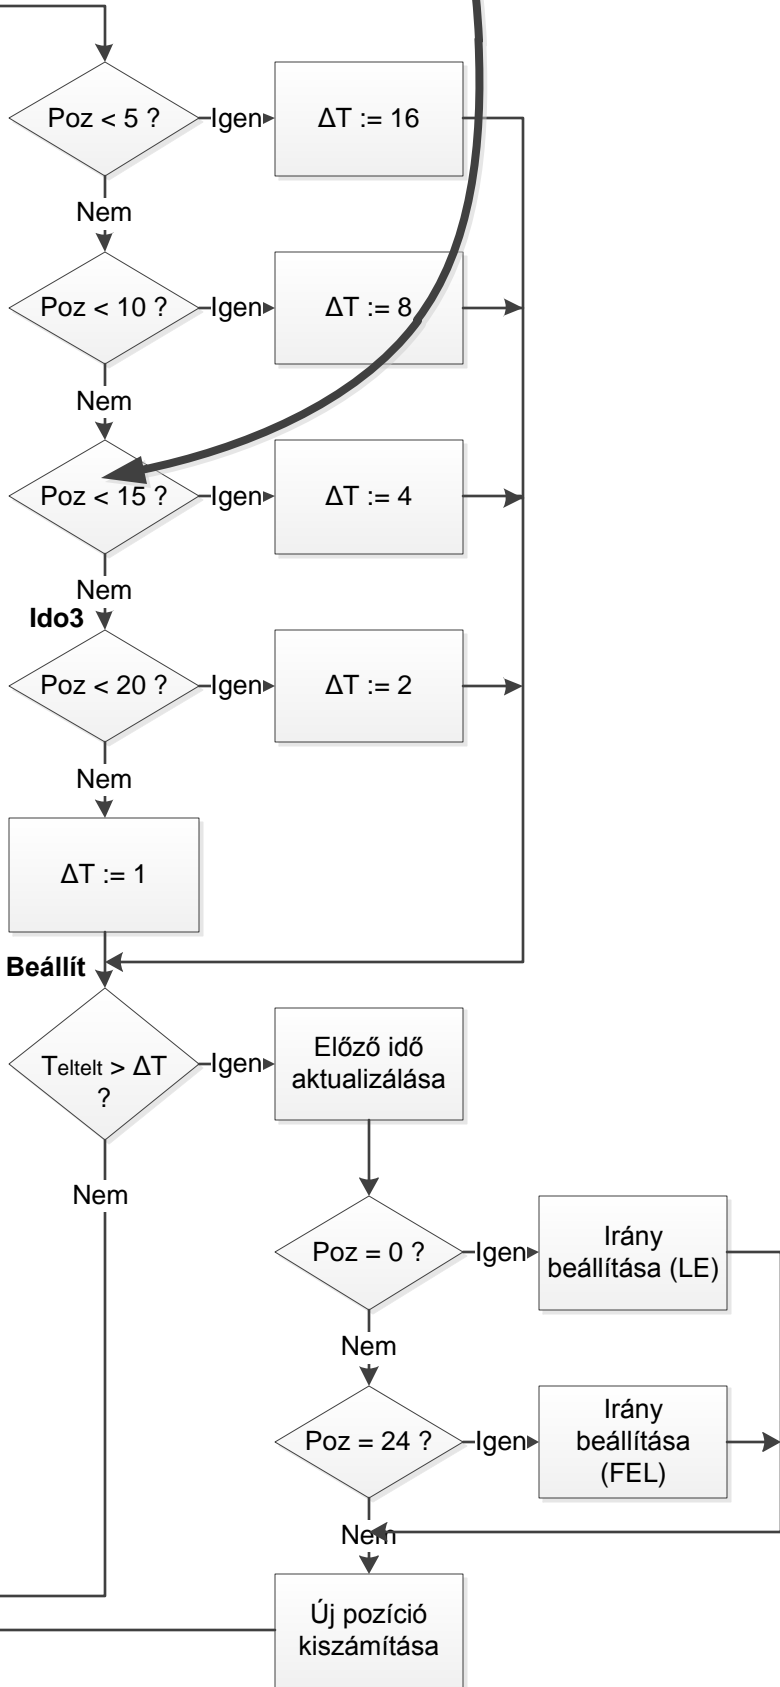 Poz < 5 ?
Igen
ΔT := 16
Nem
Poz < 10 ?
Igen
ΔT := 8
Nem
Poz < 15 ?
Igen
ΔT := 4
Nem
Ido3
Poz < 20 ?
Igen
ΔT := 2
Nem
ΔT := 1
Beállít
Teltelt > ΔT
?
Igen
Előző idő
aktualizálása
Nem
Poz = 0 ?
Igen
Irány
beállítása (LE)
Nem
Poz = 24 ?
Igen
Irány
beállítása
(FEL)
Nem
Új pozíció
kiszámítása